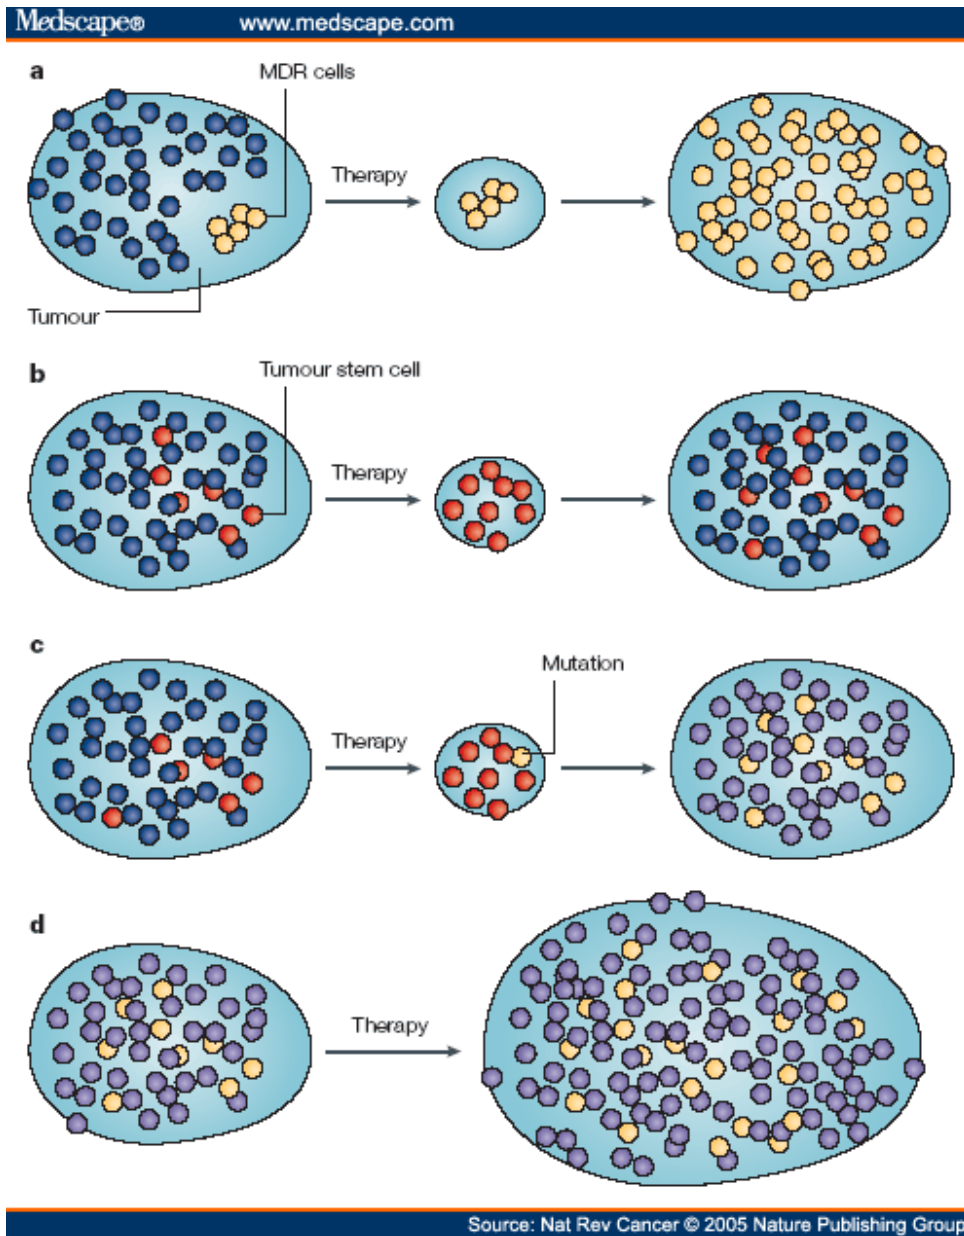 Medscape® www.medscape.com
a
MDR cells
Therapy
Tumour
b
Tumour stem cell
Therapy
c
Mutation
Therapy
d
Therapy
Source: Nat Rev Cancer © 2005 Nature Publishing Group